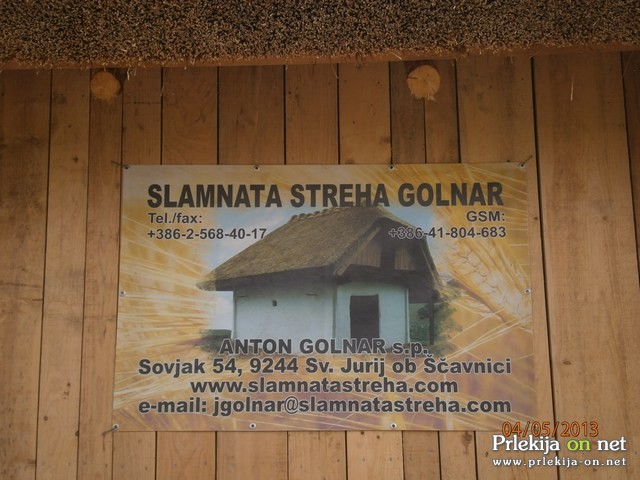 SLAMNATA STREHA GOLNAR
Tel./fax: GSM:
+386-2-568-40-17 +386-41-804-683
ANTON GOLNAR s.p.,
Sovjak 54, 9244 Sv. Jurij ob Ščavnici
www.slamnatastreha.com
e-mail: jgolnar@slamnatastreha.com
04/05/2013
Prlekija on net
www.prlekija-on.net